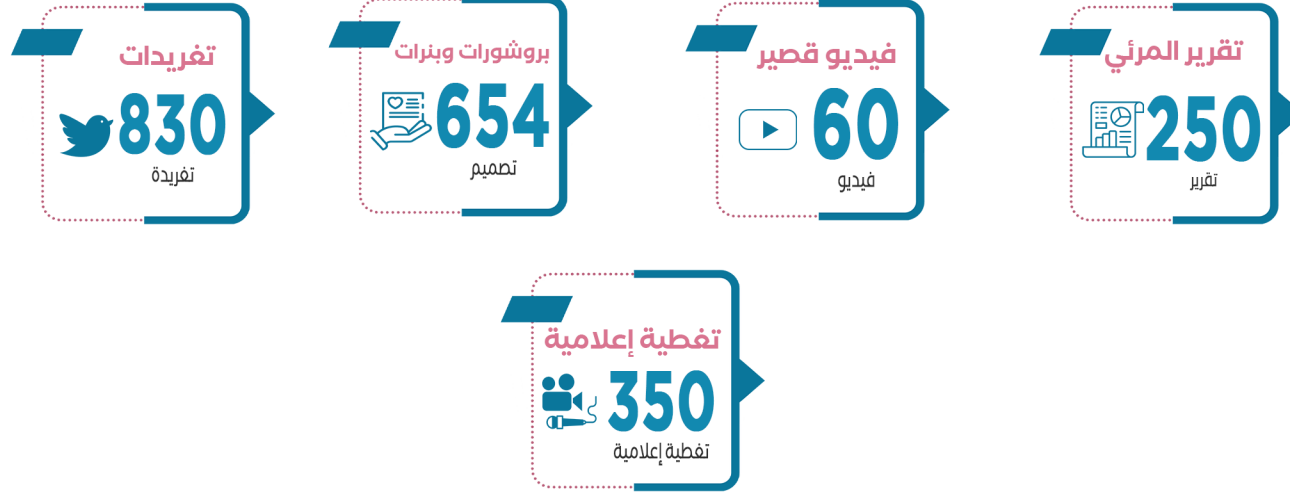 تقرير المرئي
250
تقرير
فيديو قصير
60
فيديو
بروشورات وبنرات
654
تصميم
تغريدات
830
تغريدة
تغطية إعلامية
350
تغطية إعلامية